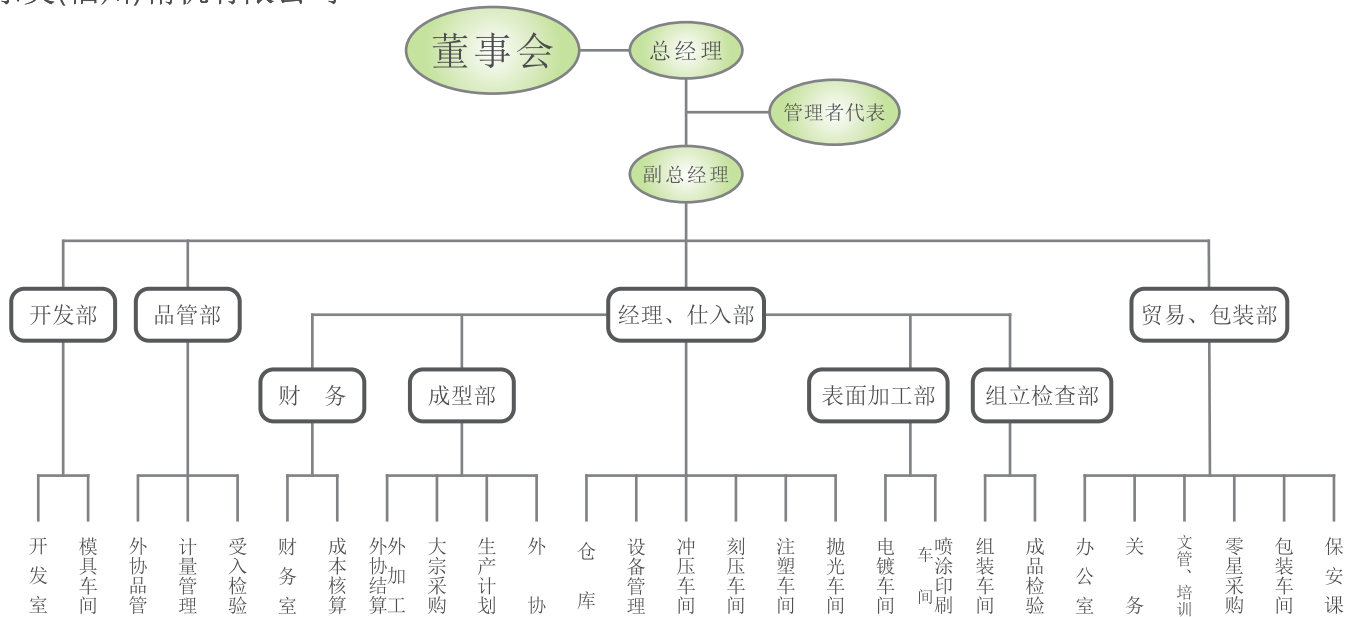 精机有限公司
董事会
总经理
管理者代表
副总经理
开发部
品管部
经理、仕入部
贸易、包装部
财 务
成型部
表面加工部
组立检查部
开发室
模具车间
外协品管
计量管理
受入检验
财务室
成本核算
外加工
外协结算
大宗采购
生产计划
外协
仓库
设备管理
冲压车间
刻压车间
注塑车间
抛光车间
电镀车间
喷涂印刷
车间
组装车间
成品检验
办公室
关务
文管、培训
零星采购
包装车间
保安课